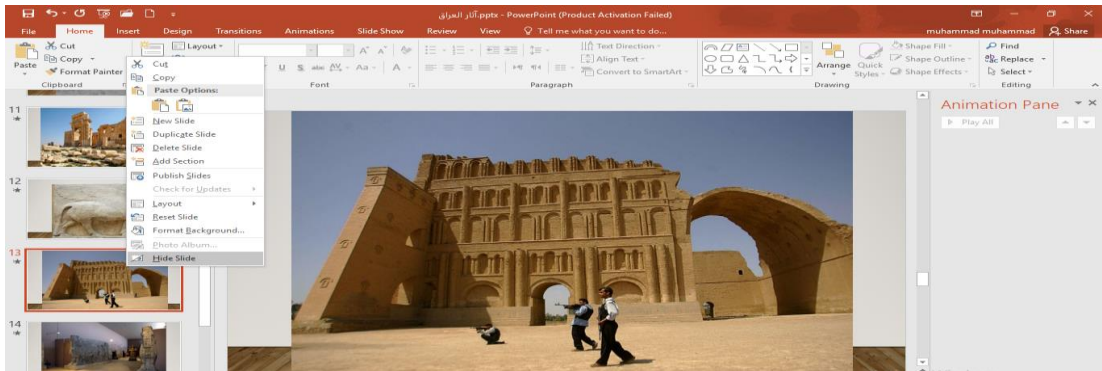 آثار العراق.pptx - PowerPoint (Product Activation Failed)
File Home Insert Design Transitions Animations Slide Show Review View Tell me what you want to do... muhammad muhammad Share
Paste
Cut
Copy
Format Painter
Clipboard
Layout
U S abc AV Aa A
A A
Font
Text Direction
Align Text
Convert to SmartArt
Paragraph
Arrange
Quick
Styles
Shape Fill
Shape Outline
Shape Effects
Drawing
Find
Replace
Select
Editing
Cut
Copy
Paste Options:
New Slide
Duplicate Slide
Delete Slide
Add Section
Publish Slides
Check for Updates
Layout
Reset Slide
Format Background...
Photo Album...
Hide Slide
11
12
13
14
Animation Pane
Play All